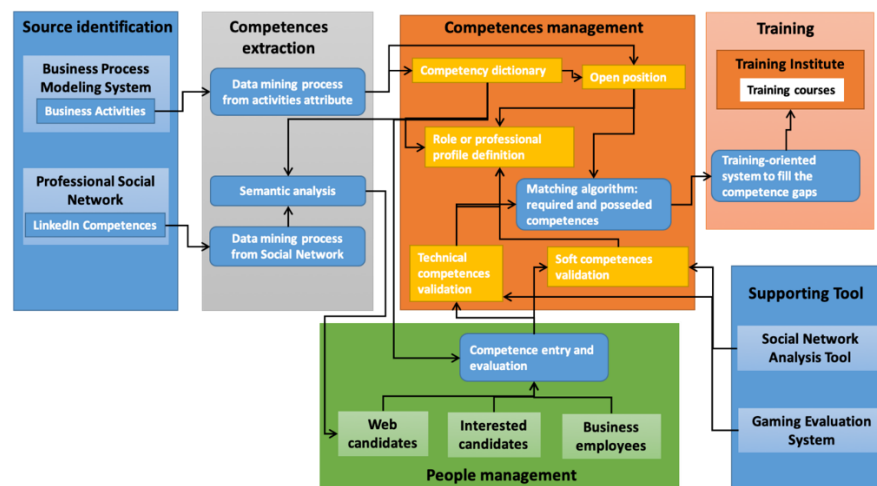 Source identification
Business Process
Modeling System
Business Activities
Professional Social
Network
LinkedIn Competences
Competences
extraction
Data mining process
from activities attribute
Semantic analysis
Data mining process
from Social Network
Competences management
Competency dictionary
Open position
Role or professional
profile definition
Matching algorithm:
required and posseded
competences
Technical
competences
validation
Soft competences
validation
Training
Training Institute
Training courses
Training-oriented
system to fill the
competence gaps
Supporting Tool
Social Network
Analysis Tool
Gaming Evaluation
System
Competence entry and
evaluation
Web
candidates
Interested
candidates
Business
employees
People management